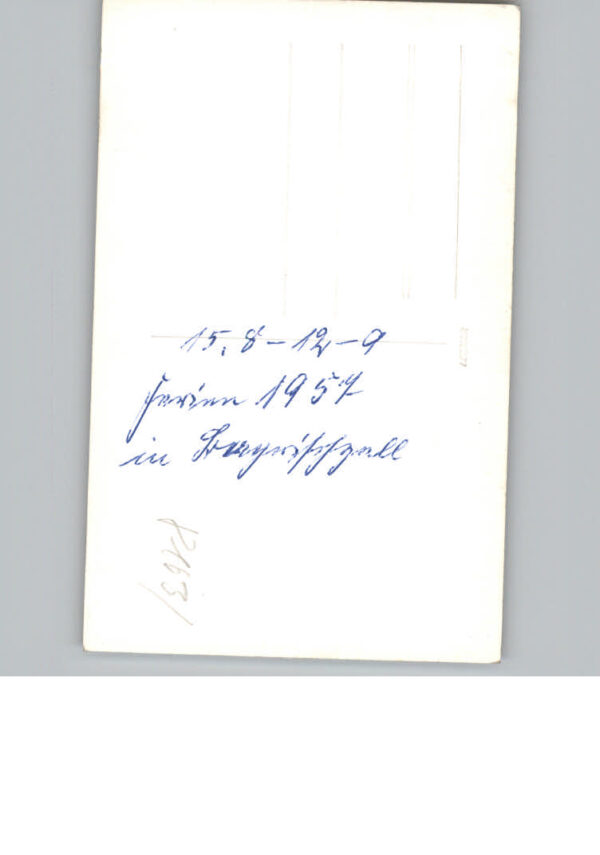 15. 8 – 12 – 9
Ferien 1957
in Bayrischzell